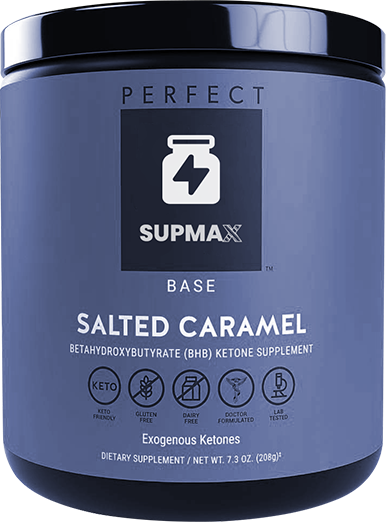 PERFECT
SUPMAX
™
BASE
SALTED CARAMEL
BETAHYDROXYBUTYRATE (BHB) KETONE SUPPLEMENT
KETO
KETO FRIENDLY
GLUTEN FREE
DAIRY FREE
DOCTOR FORMULATED
LAB TESTED
Exogenous Ketones
DIETARY SUPPLEMENT / NET WT. 7.3 OZ. (208g)‡